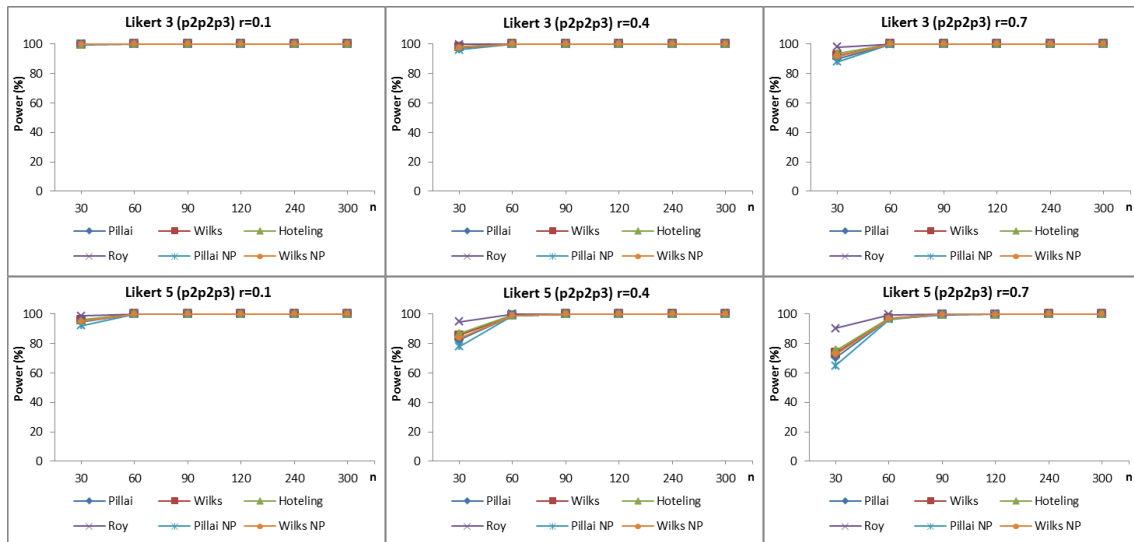 Likert 3 (p2p2p3) r=0.1
Power (%)
100
80
60
40
20
0
30 60 90 120 240 300 n
Pillai Wilks Hoteling
Roy Pillai NP Wilks NP
Likert 3 (p2p2p3) r=0.4
Power (%)
100
80
60
40
20
0
30 60 90 120 240 300 n
Pillai Wilks Hoteling
Roy Pillai NP Wilks NP
Likert 3 (p2p2p3) r=0.7
Power (%)
100
80
60
40
20
0
30 60 90 120 240 300 n
Pillai Wilks Hoteling
Roy Pillai NP Wilks NP
Likert 5 (p2p2p3) r=0.1
Power (%)
100
80
60
40
20
0
30 60 90 120 240 300 n
Pillai Wilks Hoteling
Roy Pillai NP Wilks NP
Likert 5 (p2p2p3) r=0.4
Power (%)
100
80
60
40
20
0
30 60 90 120 240 300 n
Pillai Wilks Hoteling
Roy Pillai NP Wilks NP
Likert 5 (p2p2p3) r=0.7
Power (%)
100
80
60
40
20
0
30 60 90 120 240 300 n
Pillai Wilks Hoteling
Roy Pillai NP Wilks NP